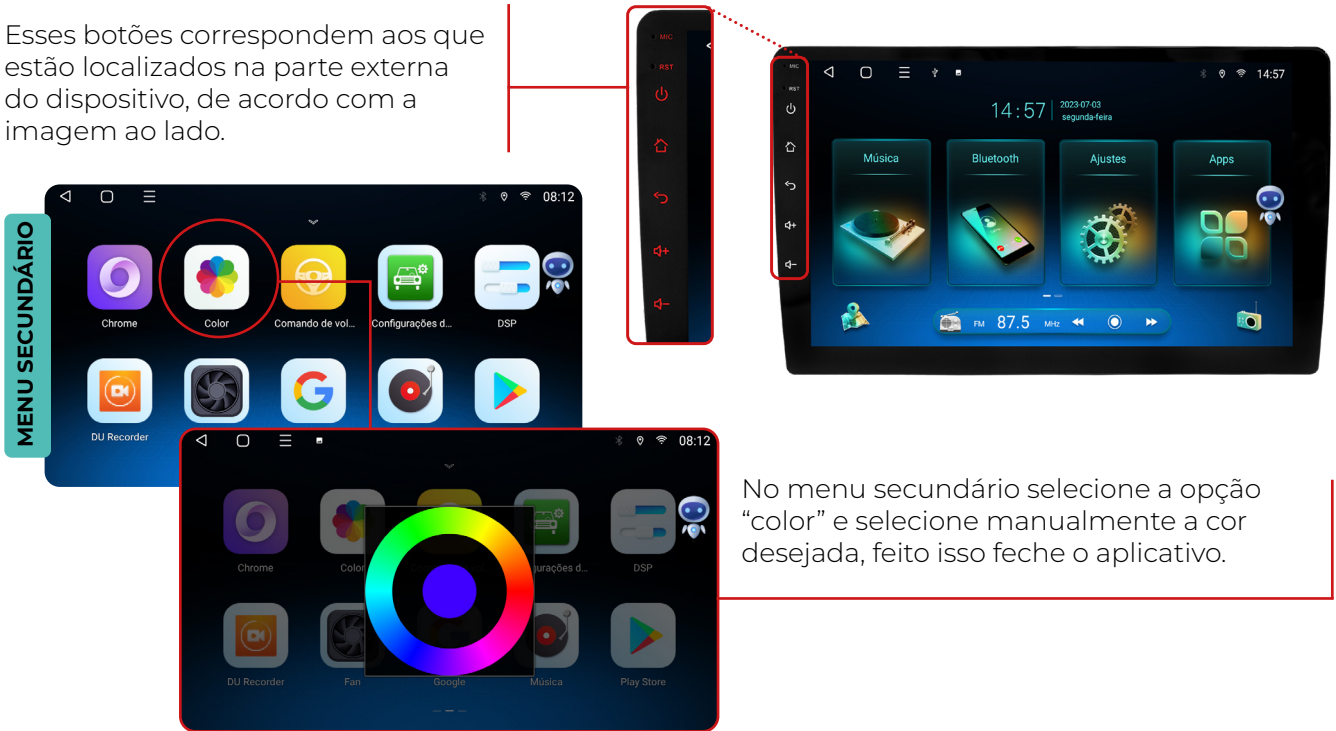 Esses botões correspondem aos que
estão localizados na parte externa
do dispositivo, de acordo com a
imagem ao lado.
MIC
RST
MIC
RST
14:57
14:57
2023-07-03
segunda-feira
Música
Bluetooth
Ajustes
Apps
FM 87.5 MHz
MENU SECUNDÁRIO
08:12
Chrome
Color
Comando de vol...
Configurações d...
DSP
DU Recorder
08:12
Chrome
Color
gurações d...
DSP
DU Recorder
Fan
Google
Música
Play Store
No menu secundário selecione a opção
“color” e selecione manualmente a cor
desejada, feito isso feche o aplicativo.